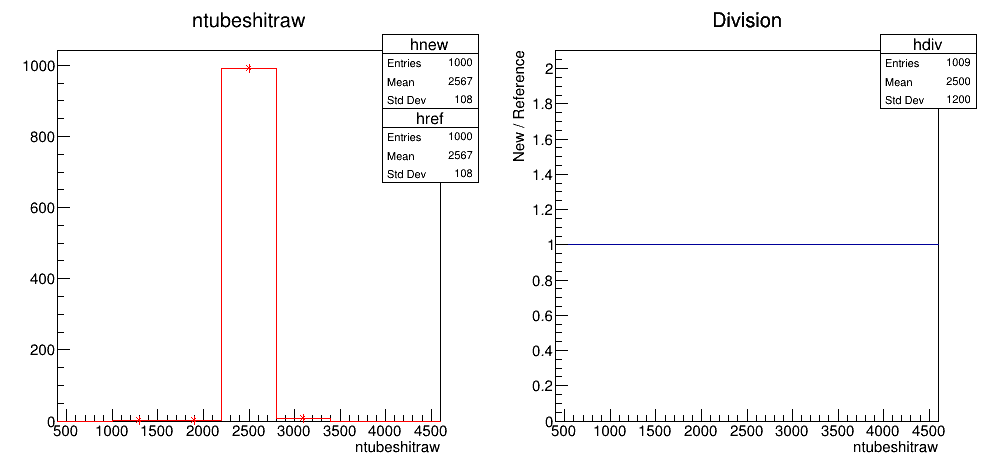 ntubeshitraw
hnew
Entries 1000
Mean 2567
Std Dev 108
href
Entries 1000
Mean 2567
Std Dev 108
1000
800
600
400
200
0
500 1000 1500 2000 2500 3000 3500 4000 4500
ntubeshitraw
Division
hdiv
Entries 1009
Mean 2500
Std Dev 1200
New / Reference
2
1.8
1.6
1.4
1.2
1
0.8
0.6
0.4
0.2
0
500 1000 1500 2000 2500 3000 3500 4000 4500
ntubeshitraw